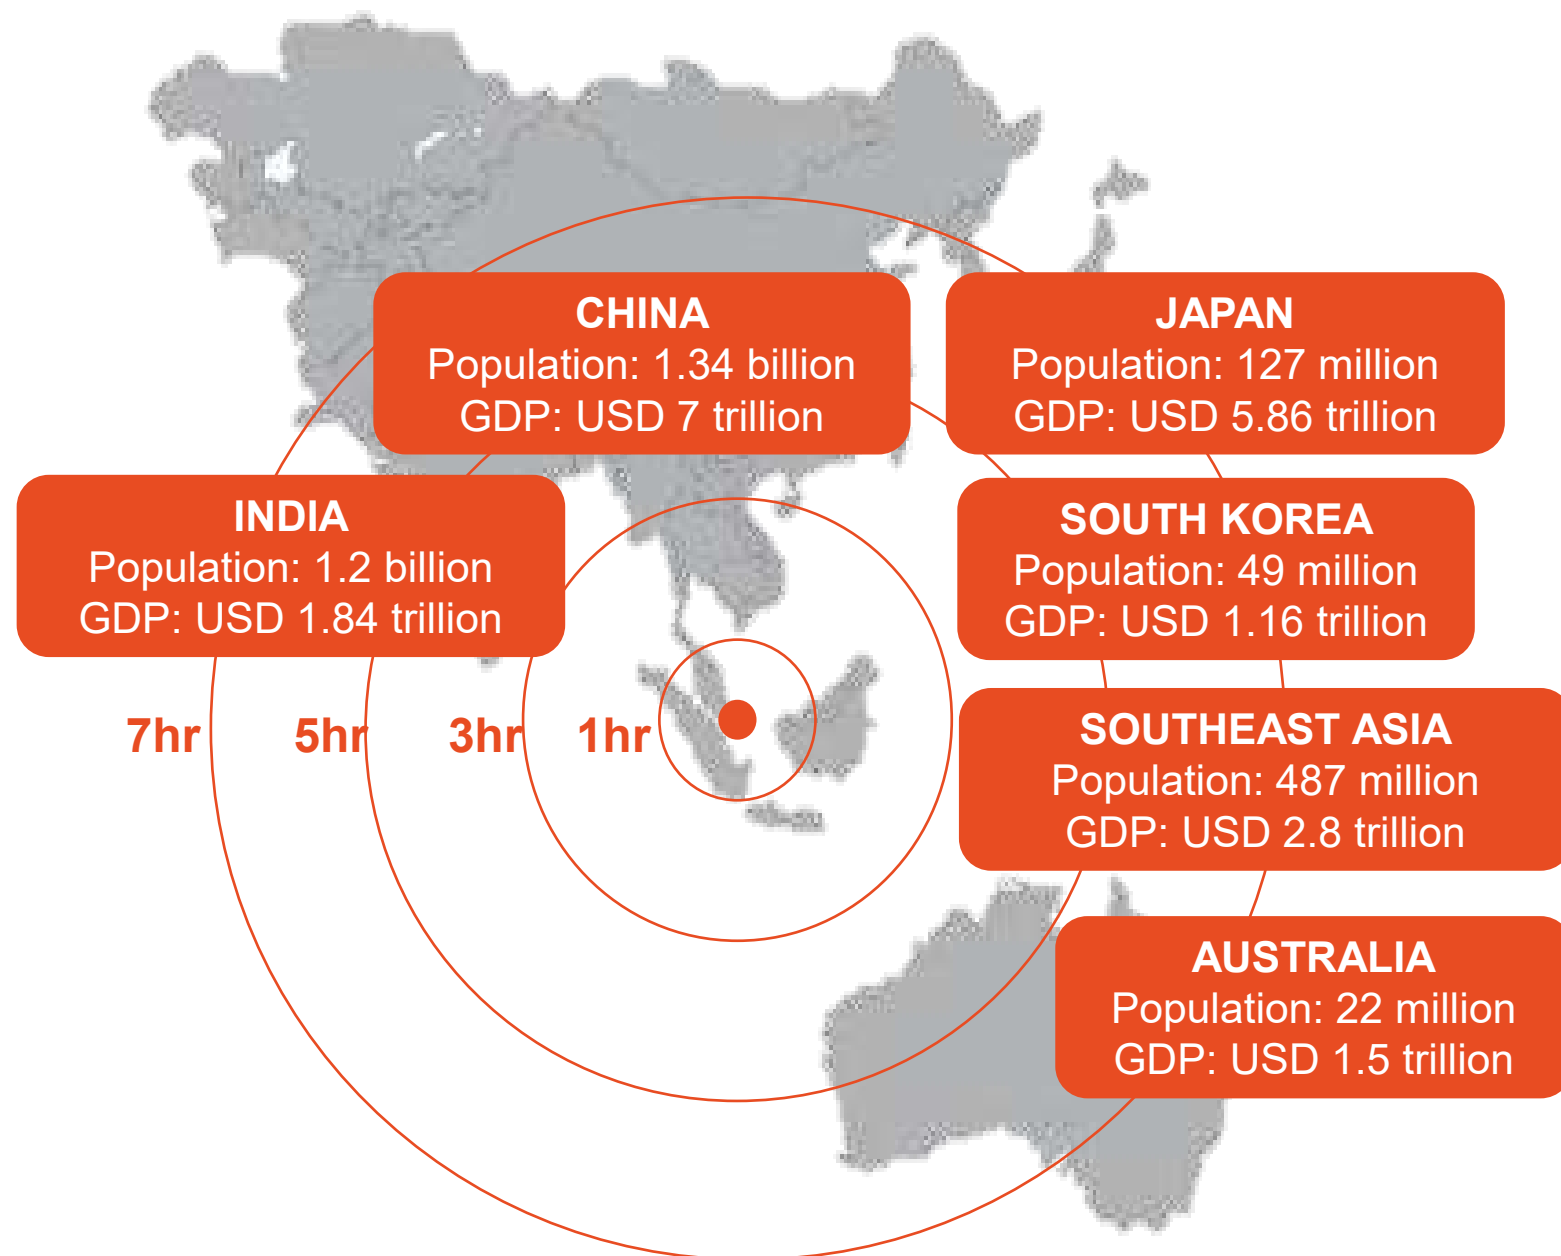 CHINA
Population: 1.34 billion
GDP: USD 7 trillion
JAPAN
Population: 127 million
GDP: USD 5.86 trillion
INDIA
Population: 1.2 billion
GDP: USD 1.84 trillion
SOUTH KOREA
Population: 49 million
GDP: USD 1.16 trillion
7hr 5hr 3hr 1hr
SOUTHEAST ASIA
Population: 487 million
GDP: USD 2.8 trillion
AUSTRALIA
Population: 22 million
GDP: USD 1.5 trillion